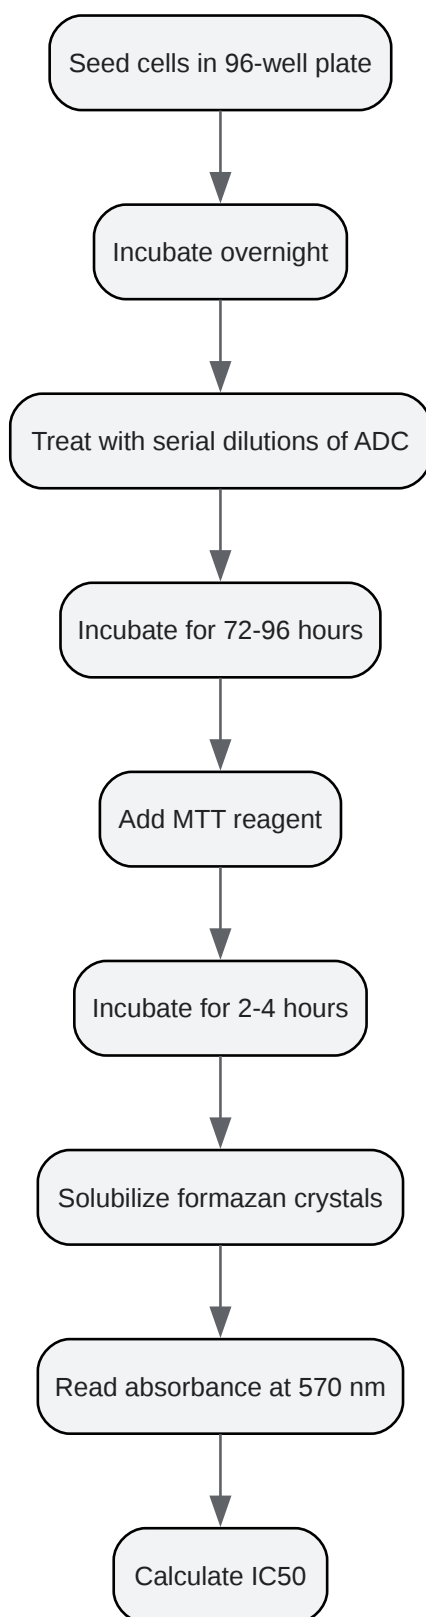 Seed cells in 96-well plate
Incubate overnight
Treat with serial dilutions of ADC
Incubate for 72-96 hours
Add MTT reagent
Incubate for 2-4 hours
Solubilize formazan crystals
Read absorbance at 570 nm
Calculate IC50